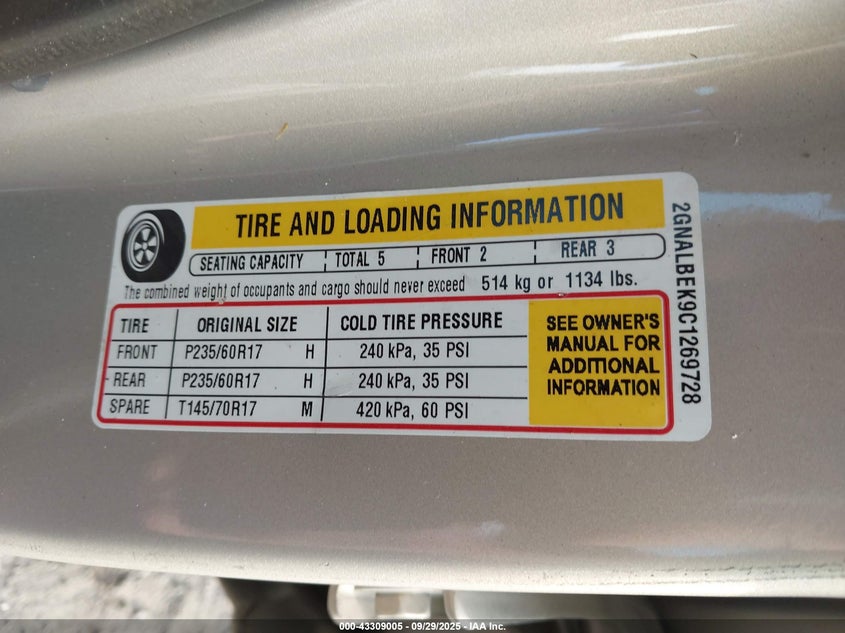 TIRE AND LOADING INFORMATION
SEATING CAPACITY TOTAL 5 FRONT 2 REAR 3
The combined weight of occupants and cargo should never exceed 514 kg or 1134 lbs.
TIRE ORIGINAL SIZE COLD TIRE PRESSURE
FRONT P235/60R17 H 240 kPa, 35 PSI
REAR P235/60R17 H 240 kPa, 35 PSI
SPARE T145/70R17 M 420 kPa, 60 PSI
SEE OWNER'S
MANUAL FOR
ADDITIONAL
INFORMATION
2GNALBEK9C1269728
000-43309005 - 09/29/2025 - IAA Inc.